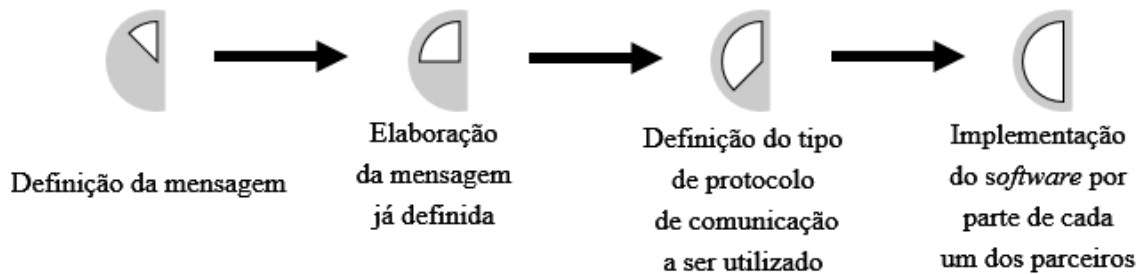 Definição da mensagem
Elaboração
da mensagem
já definida
Definição do tipo
de protocolo
de comunicação
a ser utilizado
Implementação
do software por
parte de cada
um dos parceiros